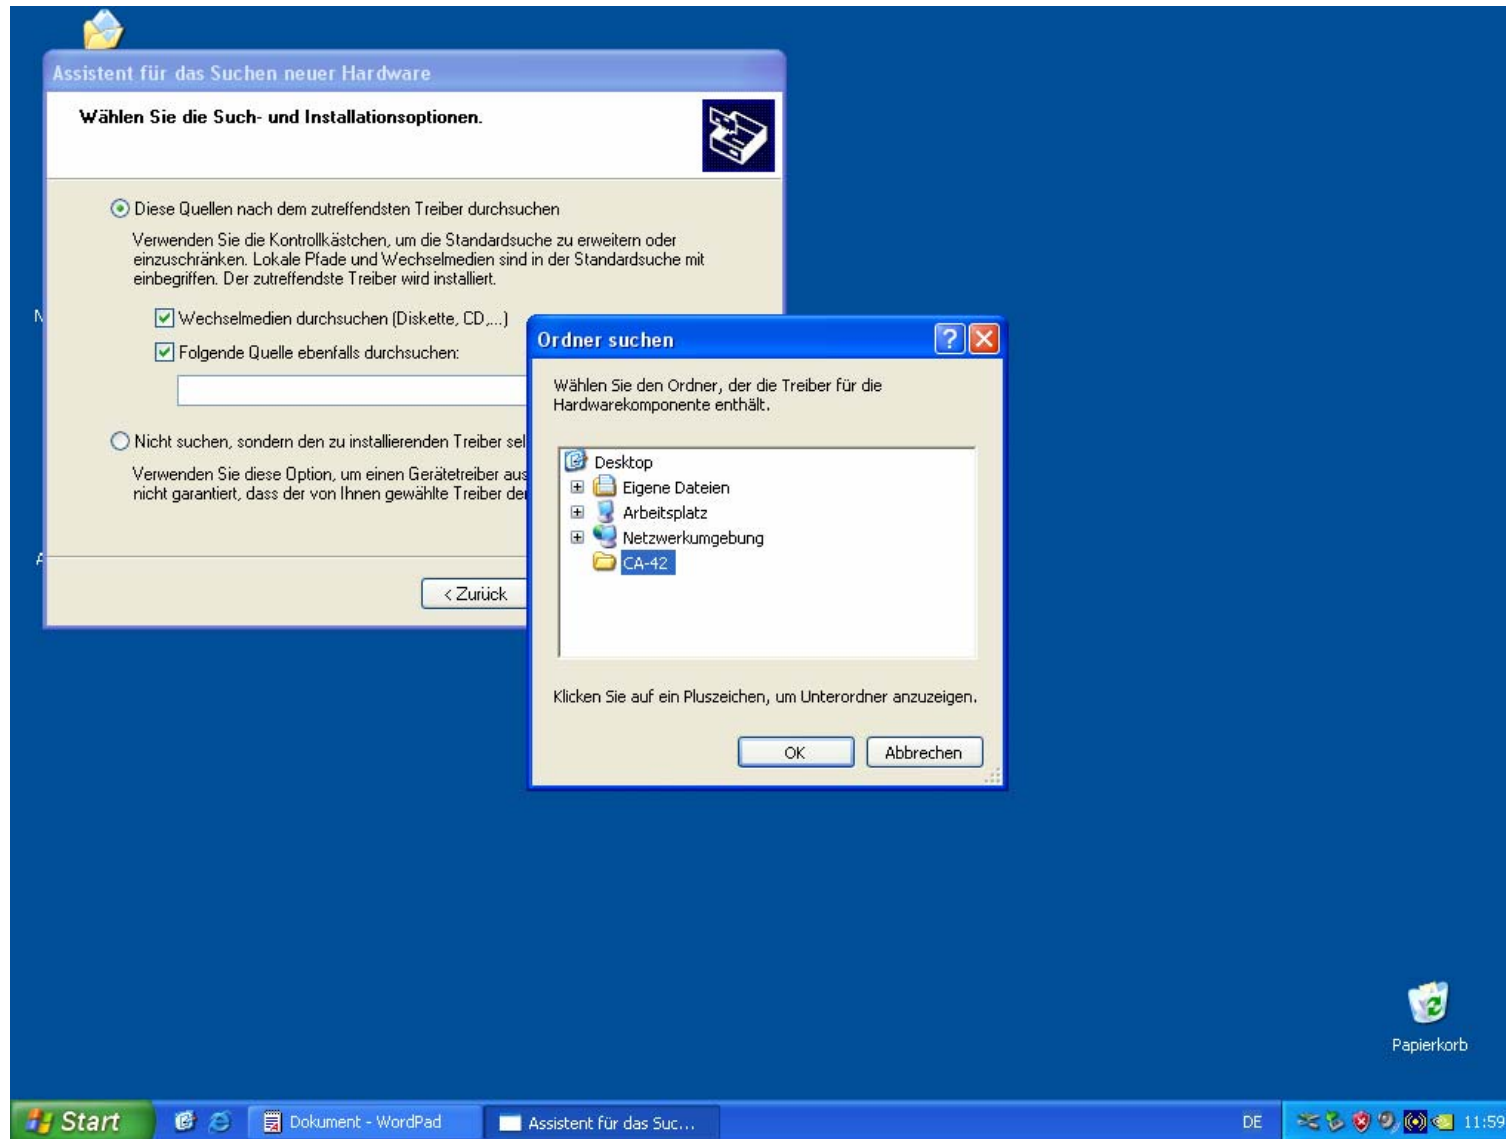 Assistent für das Suchen neuer Hardware
Wählen Sie die Such- und Installationsoptionen.
Diese Quellen nach dem zutreffendsten Treiber durchsuchen
Verwenden Sie die Kontrollkästchen, um die Standardsuche zu erweitern oder
einzuschränken. Lokale Pfade und Wechselmedien sind in der Standardsuche mit
einbegriffen. Der zutreffendste Treiber wird installiert.
Wechselmedien durchsuchen (Diskette, CD,...)
Folgende Quelle ebenfalls durchsuchen:
Nicht suchen, sondern den zu installierenden Treiber sel
Verwenden Sie diese Option, um einen Gerätetreiber aus
nicht garantiert, dass der von Ihnen gewählte Treiber der
< Zurück
Ordner suchen
Wählen Sie den Ordner, der die Treiber für die
Hardwarekomponente enthält.
Desktop
Eigene Dateien
Arbeitsplatz
Netzwerkumgebung
CA-42
Klicken Sie auf ein Pluszeichen, um Unterordner anzuzeigen.
OK
Abbrechen
Papierkorb
Start
Dokument - WordPad
Assistent für das Suc...
DE
11:59